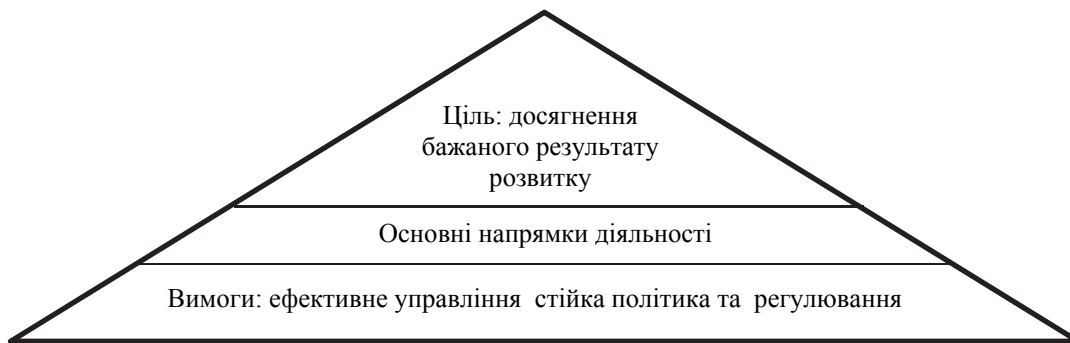 Ціль: досягнення
бажаного результату
розвитку
Основні напрямки діяльності
Вимоги: ефективне управління стійка політика та регулювання